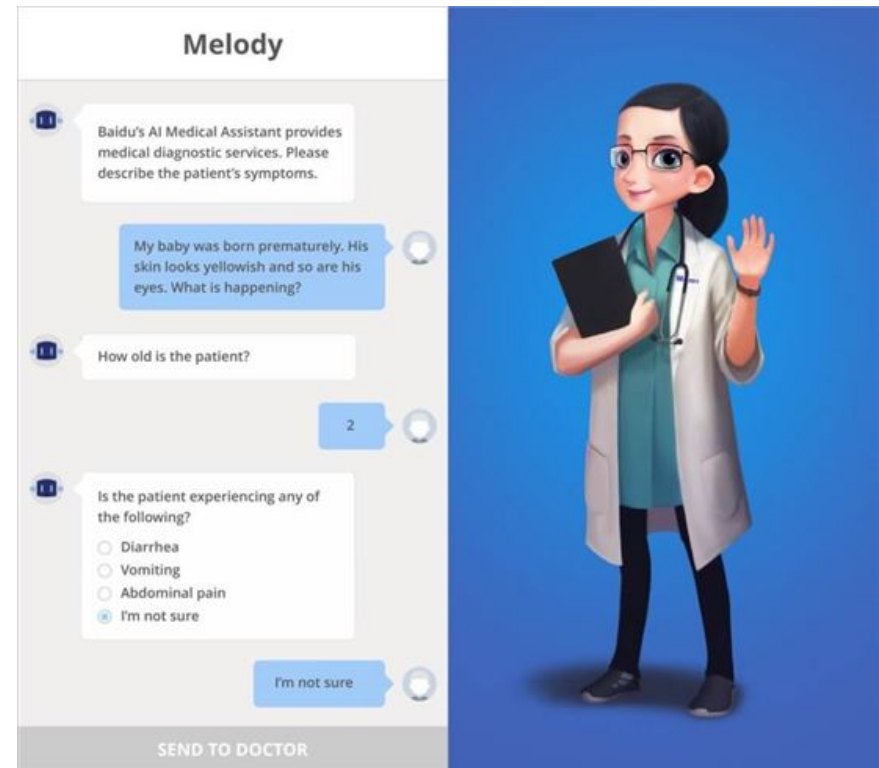 Melody
Baidu's AI Medical Assistant provides
medical diagnostic services. Please
describe the patient's symptoms.
My baby was born prematurely. His
skin looks yellowish and so are his
eyes. What is happening?
How old is the patient?
2
Is the patient experiencing any of
the following?
Diarrhea
Vomiting
Abdominal pain
I'm not sure
I'm not sure
SEND TO DOCTOR